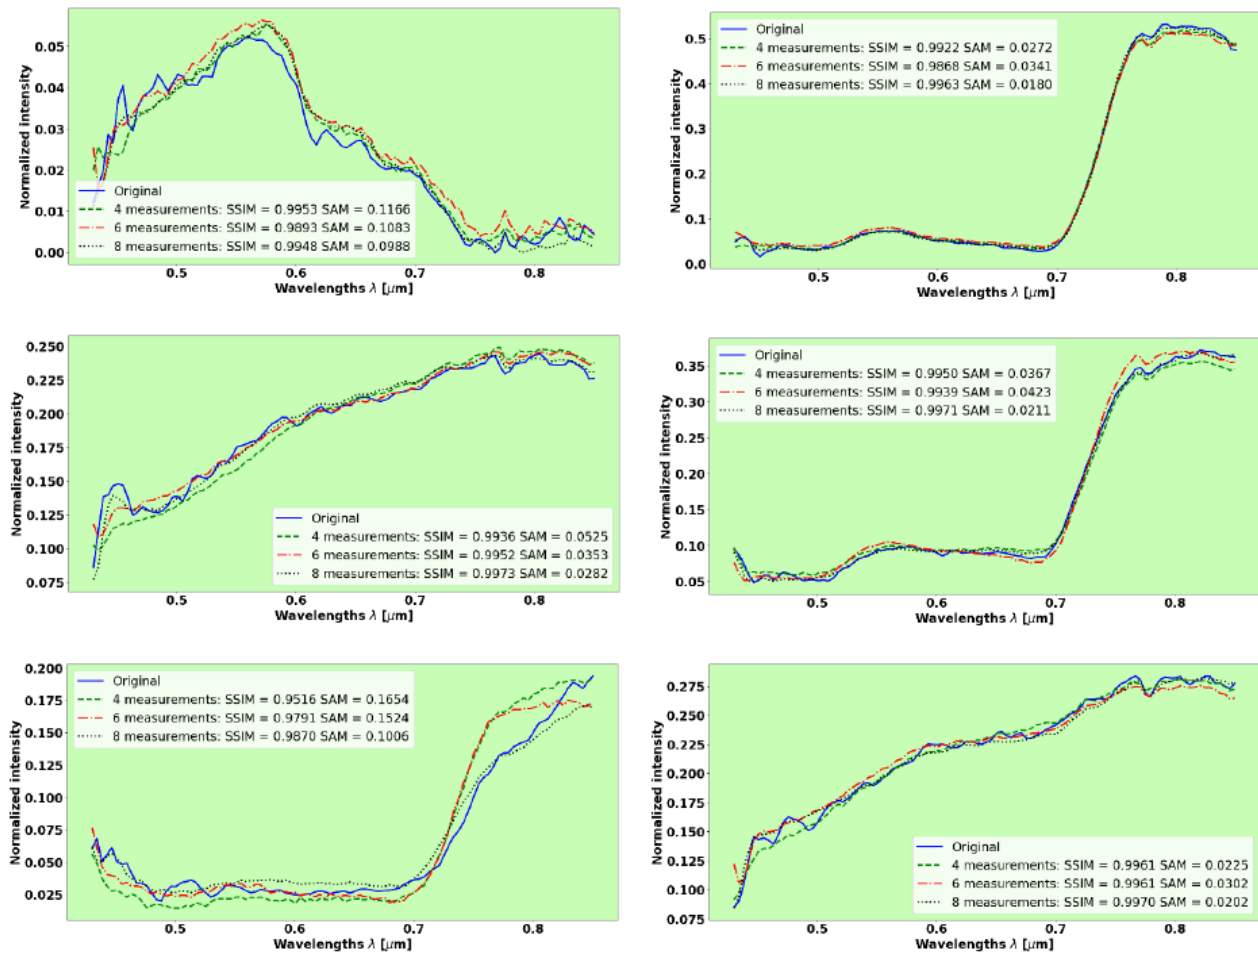 0.05
0.04
0.03
0.02
0.01
0.00
Normalized intensity
Original
4 measurements: SSIM = 0.9953 SAM = 0.1166
6 measurements: SSIM = 0.9893 SAM = 0.1083
8 measurements: SSIM = 0.9948 SAM = 0.0988
0.5 0.6 0.7 0.8
Wavelengths λ [μm]
0.5
0.4
0.3
0.2
0.1
0.0
Normalized intensity
Original
4 measurements: SSIM = 0.9922 SAM = 0.0272
6 measurements: SSIM = 0.9868 SAM = 0.0341
8 measurements: SSIM = 0.9963 SAM = 0.0180
0.5 0.6 0.7 0.8
Wavelengths λ [μm]
0.250
0.225
0.200
0.175
0.150
0.125
0.100
0.075
Normalized intensity
Original
4 measurements: SSIM = 0.9936 SAM = 0.0525
6 measurements: SSIM = 0.9952 SAM = 0.0353
8 measurements: SSIM = 0.9973 SAM = 0.0282
0.5 0.6 0.7 0.8
Wavelengths λ [μm]
0.35
0.30
0.25
0.20
0.15
0.10
0.05
Normalized intensity
Original
4 measurements: SSIM = 0.9950 SAM = 0.0367
6 measurements: SSIM = 0.9939 SAM = 0.0423
8 measurements: SSIM = 0.9971 SAM = 0.0211
0.5 0.6 0.7 0.8
Wavelengths λ [μm]
0.200
0.175
0.150
0.125
0.100
0.075
0.050
0.025
Normalized intensity
Original
4 measurements: SSIM = 0.9516 SAM = 0.1654
6 measurements: SSIM = 0.9791 SAM = 0.1524
8 measurements: SSIM = 0.9870 SAM = 0.1006
0.5 0.6 0.7 0.8
Wavelengths λ [μm]
0.275
0.250
0.225
0.200
0.175
0.150
0.125
0.100
0.075
Normalized intensity
Original
4 measurements: SSIM = 0.9961 SAM = 0.0225
6 measurements: SSIM = 0.9961 SAM = 0.0302
8 measurements: SSIM = 0.9970 SAM = 0.0202
0.5 0.6 0.7 0.8
Wavelengths λ [μm]